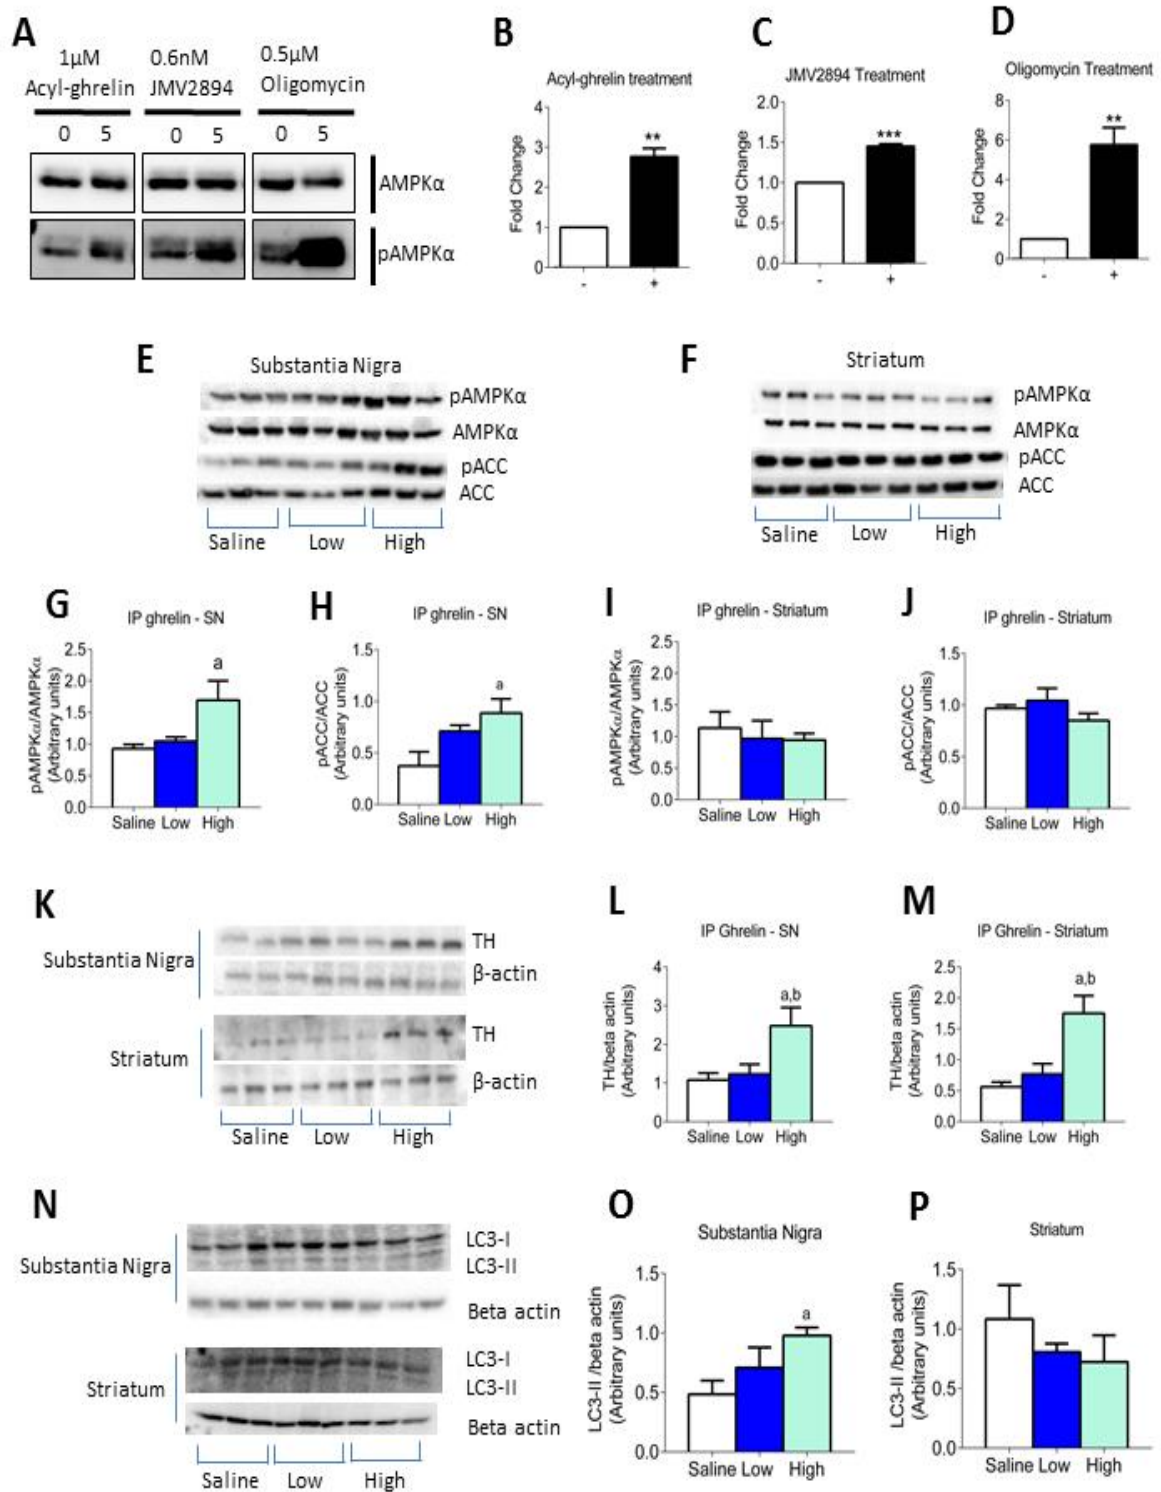 A
1µM
Acyl-ghrelin
0.6nM
JMV2894
0.5µM
Oligomycin
0 5 0 5 0 5
AMPKα
pAMPKα
B
Acyl-ghrelin treatment
Fold Change
4
3
2
1
0
- +
**
C
JMV2894 Treatment
Fold Change
2.0
1.5
1.0
0.5
0.0
- +
***
D
Oligomycin Treatment
Fold Change
8
6
4
2
0
- +
**
E
Substantia Nigra
pAMPKα
AMPKα
pACC
ACC
Saline Low High
F
Striatum
pAMPKα
AMPKα
pACC
ACC
Saline Low High
G
IP ghrelin - SN
pAMPKα/AMPKα
(Arbitrary units)
2.5
2.0
1.5
1.0
0.5
0.0
a
Saline Low High
H
IP ghrelin - SN
pACC/ACC
(Arbitrary units)
1.5
1.0
0.5
0.0
a
Saline Low High
I
IP ghrelin - Striatum
pAMPKα/AMPKα
(Arbitrary units)
2.5
2.0
1.5
1.0
0.5
0.0
Saline Low High
J
IP ghrelin - Striatum
pACC/ACC
(Arbitrary units)
1.5
1.0
0.5
0.0
Saline Low High
K
Substantia Nigra
TH
β-actin
Striatum
TH
β-actin
Saline Low High
L
IP Ghrelin - SN
TH/beta actin
(Arbitrary units)
4
3
2
1
0
a,b
Saline Low High
M
IP Ghrelin - Striatum
TH/beta actin
(Arbitrary units)
2.5
2.0
1.5
1.0
0.5
0.0
a,b
Saline Low High
N
Substantia Nigra
LC3-I
LC3-II
Beta actin
Striatum
LC3-I
LC3-II
Beta actin
Saline Low High
O
Substantia Nigra
LC3-II /beta actin
(Arbitrary units)
1.5
1.0
0.5
0.0
a
Saline Low High
P
Striatum
LC3-II /beta actin
(Arbitrary units)
1.5
1.0
0.5
0.0
Saline Low High